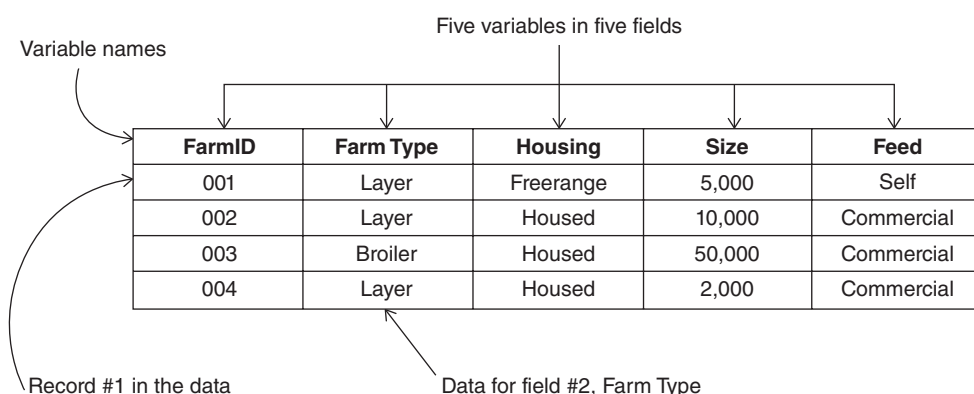 Five variables in five fields
Variable names
FarmID Farm Type Housing Size Feed
001 Layer Freerange 5,000 Self
002 Layer Housed 10,000 Commercial
003 Broiler Housed 50,000 Commercial
004 Layer Housed 2,000 Commercial
Record #1 in the data Data for field #2, Farm Type